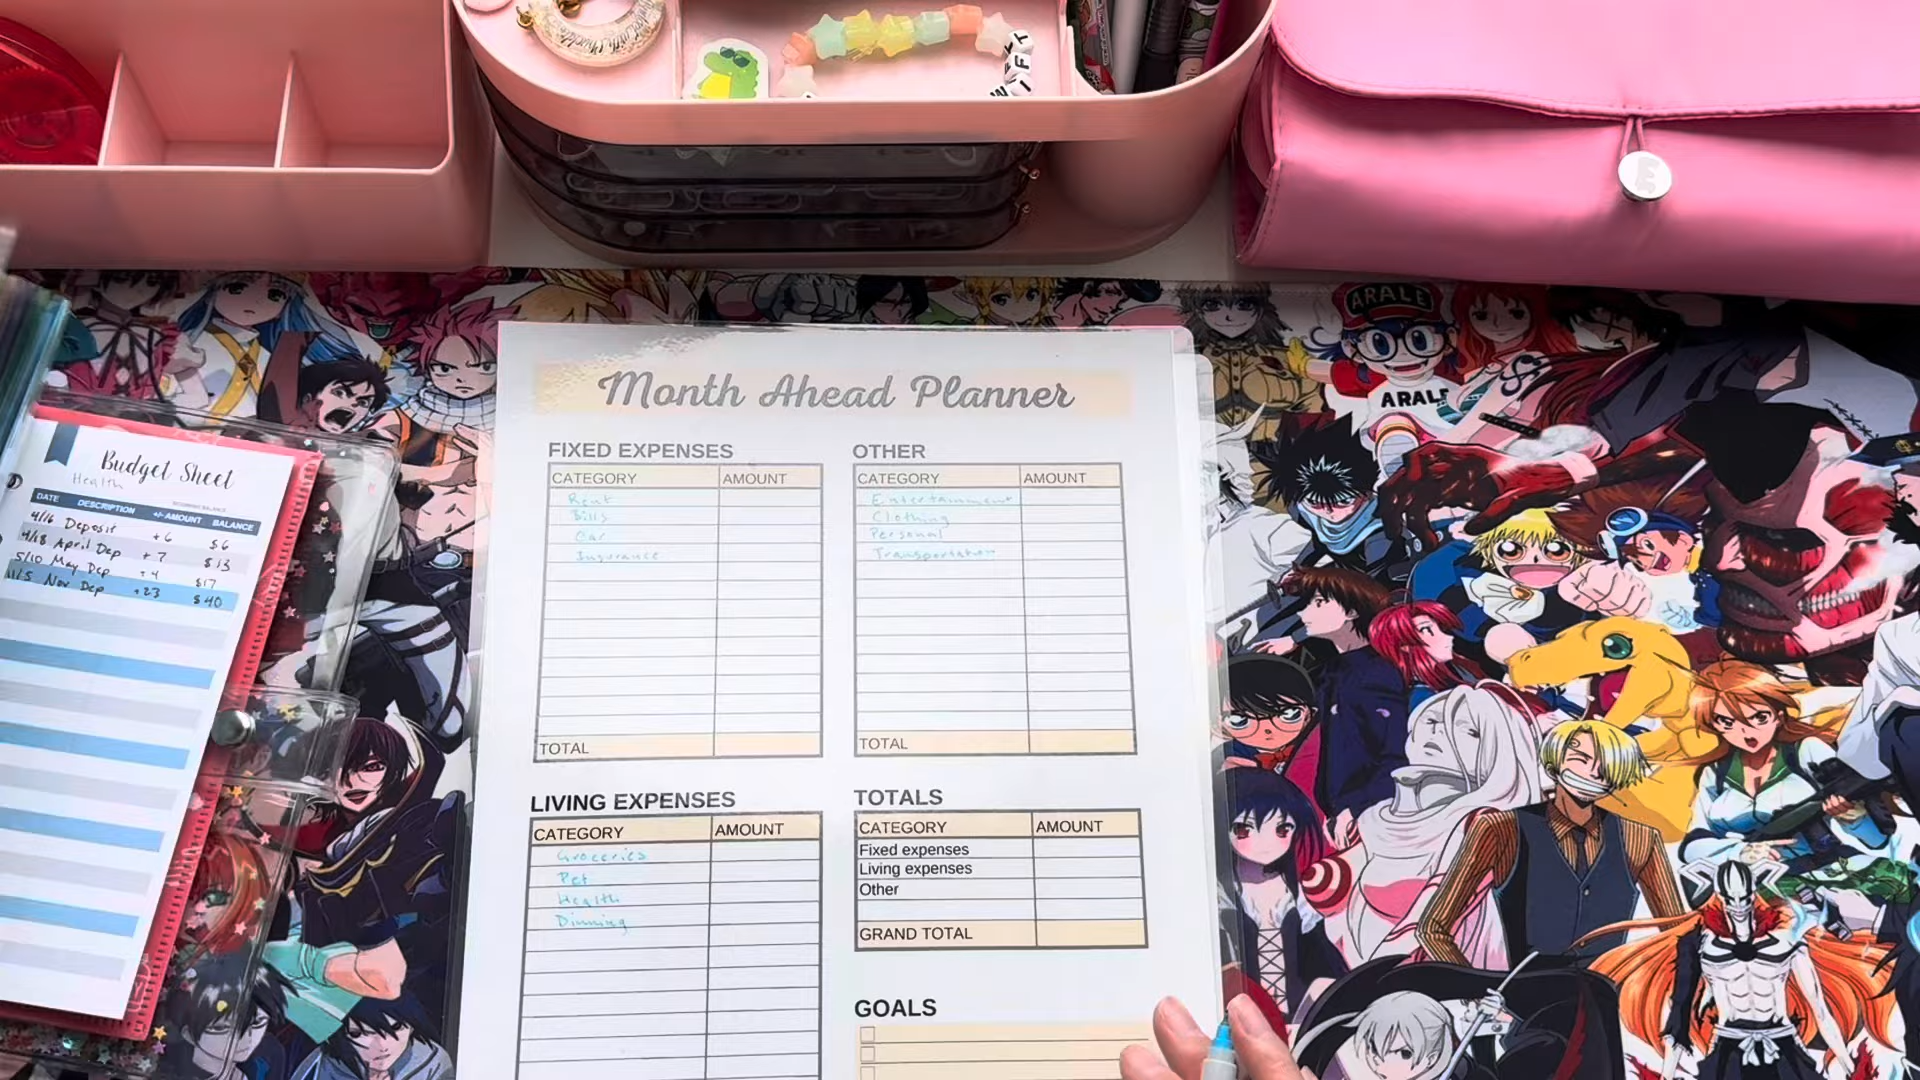 ARALE
ARALE
Month Ahead Planner
FIXED EXPENSES
CATEGORY AMOUNT
Rent
Bills
Car
Insurance
TOTAL
OTHER
CATEGORY AMOUNT
Entertainment
Clothing
Personal
Transportation
TOTAL
LIVING EXPENSES
CATEGORY AMOUNT
Groceries
Pet
Health
Dinning
TOTALS
CATEGORY AMOUNT
Fixed expenses
Living expenses
Other
GRAND TOTAL
GOALS
Budget Sheet
Health
DATE DESCRIPTION +/- AMOUNT BALANCE
4/16 Deposit +6 $6
4/18 April Dep +7 $13
5/10 May Dep +4 $17
11/5 Nov Dep +23 $40